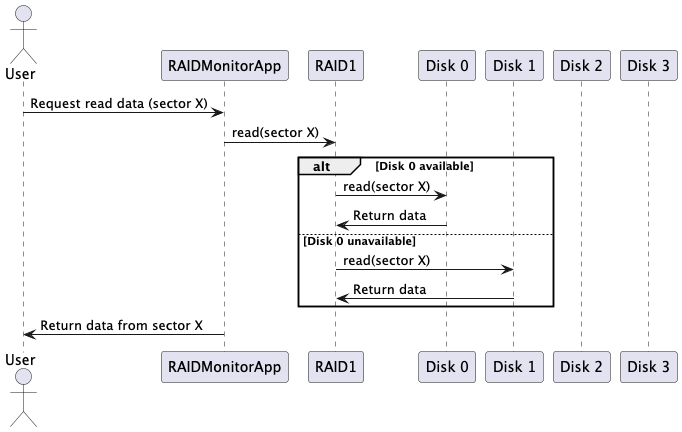 User
RAIDMonitorApp
RAID1
Disk 0
Disk 1
Disk 2
Disk 3
Request read data (sector X)
read(sector X)
alt
[Disk 0 available]
read(sector X)
Return data
[Disk 0 unavailable]
read(sector X)
Return data
Return data from sector X
User
RAIDMonitorApp
RAID1
Disk 0
Disk 1
Disk 2
Disk 3